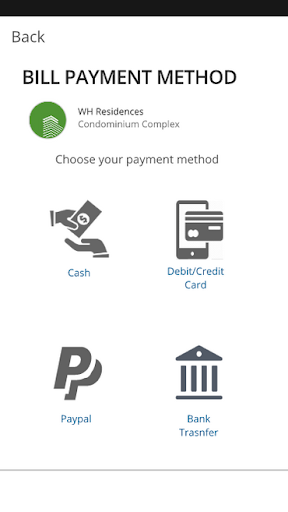 Back
BILL PAYMENT METHOD
WH Residences
Condominium Complex
Choose your payment method
Cash
Debit/Credit
Card
Paypal
Bank
Trasnfer